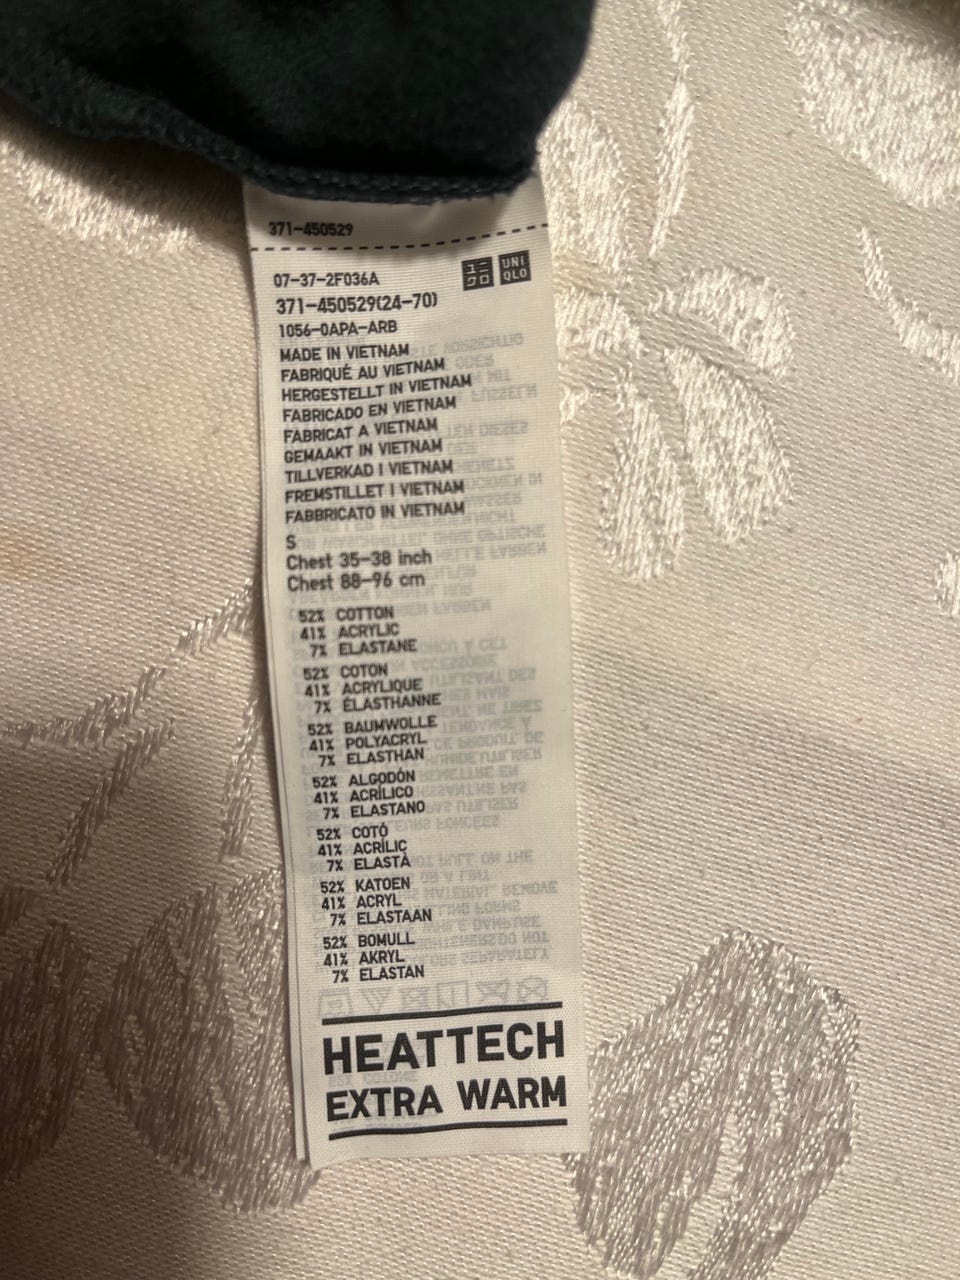 371-450529
07-37-2F036A
ユニ
クロ
UNI
QLO
371-450529(24-70)
1056-0APA-ARB
MADE IN VIETNAM
FABRIQUÉ AU VIETNAM
HERGESTELLT IN VIETNAM
FABRICADO EN VIETNAM
FABRICAT A VIETNAM
GEMAAKT IN VIETNAM
TILLVERKAD I VIETNAM
FREMSTILLET I VIETNAM
FABBRICATO IN VIETNAM
S
Chest 35-38 inch
Chest 88-96 cm
52% COTTON
41% ACRYLIC
7% ELASTANE
52% COTON
41% ACRYLIQUE
7% ÉLASTHANNE
52% BAUMWOLLE
41% POLYACRYL
7% ELASTHAN
52% ALGODÓN
41% ACRÍLICO
7% ELASTANO
52% COTÓ
41% ACRÍLIC
7% ELASTÀ
52% KATOEN
41% ACRYL
7% ELASTAAN
52% BOMULL
41% AKRYL
7% ELASTAN
HEATTECH
EXTRA WARM